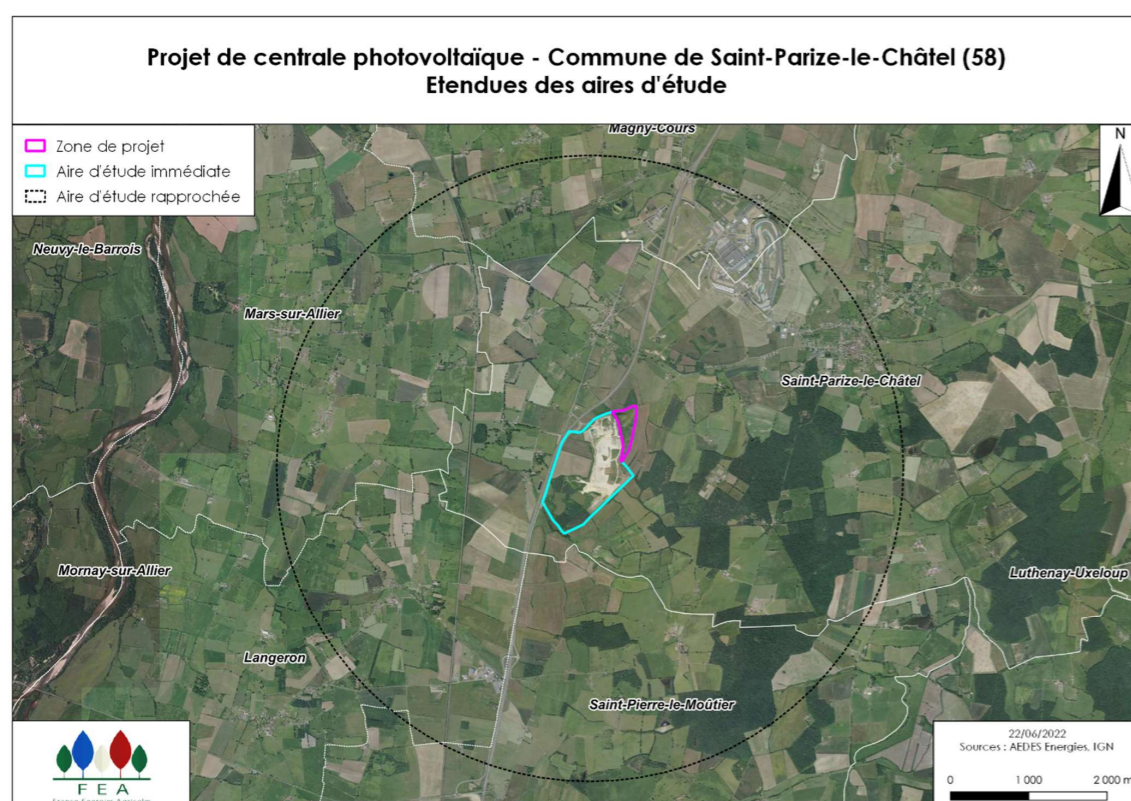 Projet de centrale photovoltaïque - Commune de Saint-Parize-le-Châtel (58)
Etendues des aires d'étude
Zone de projet
Aire d'étude immédiate
Aire d'étude rapprochée
Magny-Cours
N
Neuvy-le-Barrois
Mars-sur-Allier
Saint-Parize-le-Châtel
Mornay-sur-Allier
Luthenay-Uxeloup
Langeron
Saint-Pierre-le-Moûtier
F E A
22/06/2022
Sources : AEDES Energies, IGN
0 1 000 2 000 m